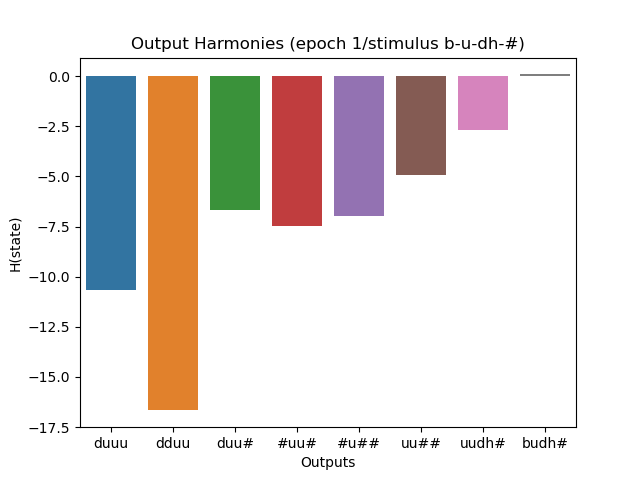 Output Harmonies (epoch 1/stimulus b-u-dh-#)
0.0
−2.5
−5.0
−7.5
−10.0
−12.5
−15.0
−17.5
H(state)
duuu dduu duu# #uu# #u## uu## uudh# budh#
Outputs